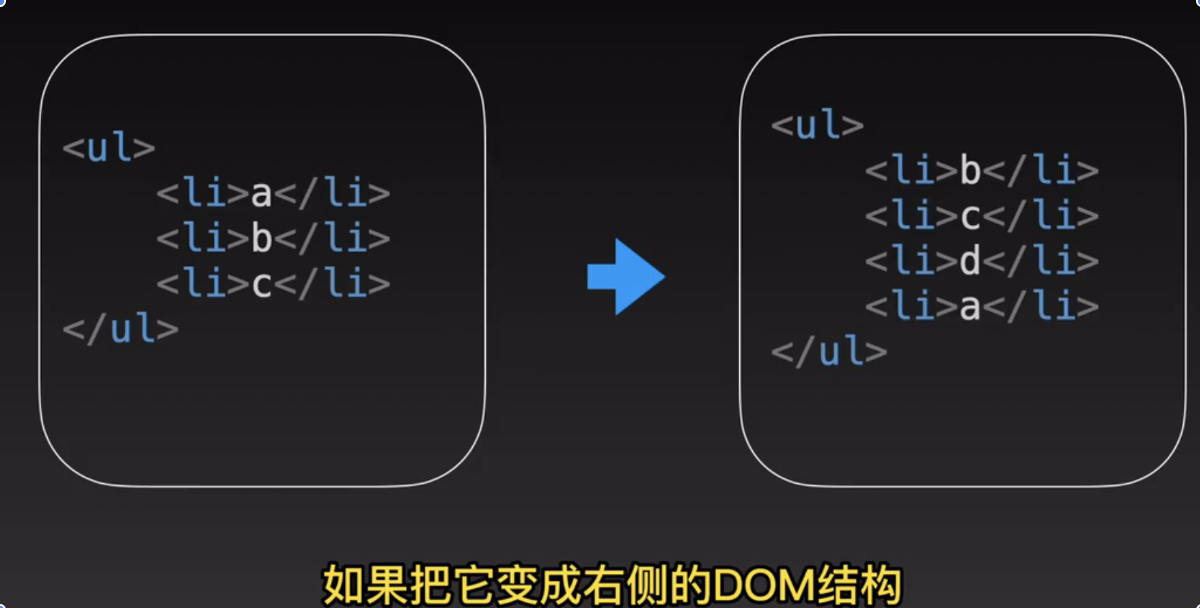 <ul>
<li>a</li>
<li>b</li>
<li>c</li>
</ul>
<ul>
<li>b</li>
<li>c</li>
<li>d</li>
<li>a</li>
</ul>
如果把它变成右侧的DOM结构